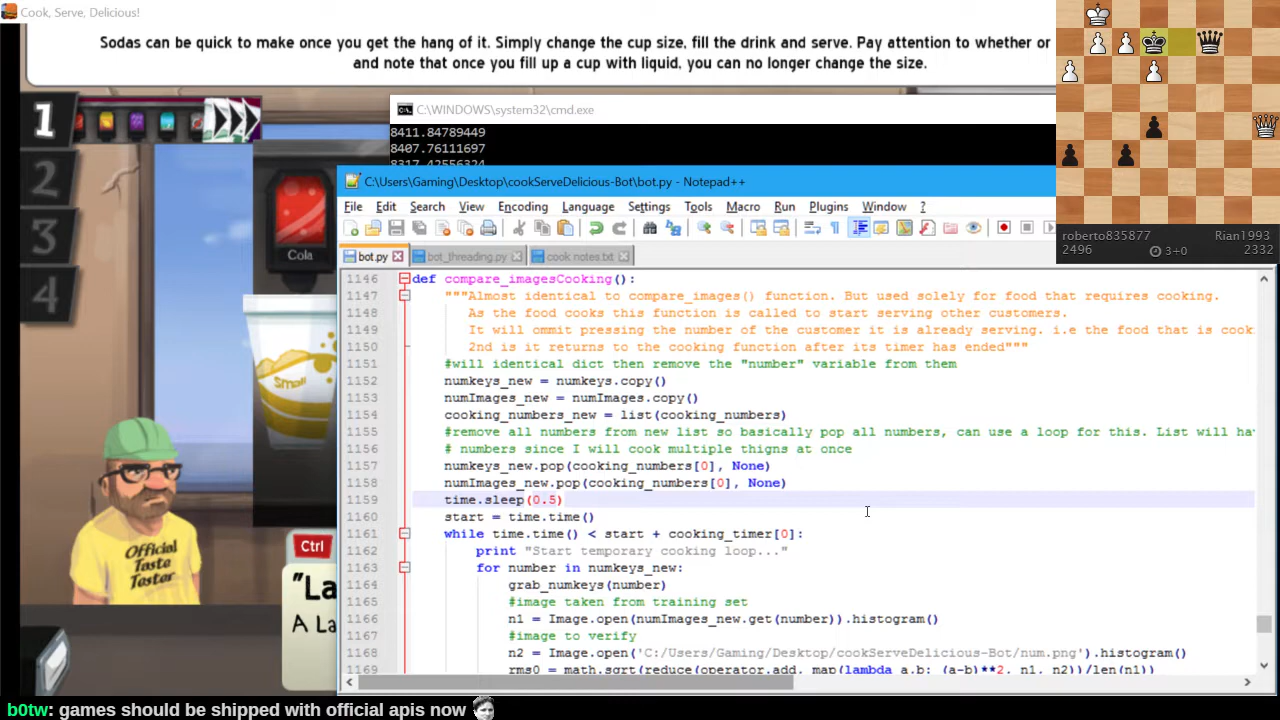 Cook, Serve, Delicious!
Sodas can be quick to make once you get the hang of it. Simply change the cup size, fill the drink and serve. Pay attention to whether or
and note that once you fill up a cup with liquid, you can no longer change the size.
1
2
3
4
Cola
Small
Official
Taste
Tester
Ctrl
"La
A La
C:\WINDOWS\system32\cmd.exe
8411.84789449
8407.76111697
8317.42556324
C:\Users\Gaming\Desktop\cookServeDelicious-Bot\bot.py - Notepad++
File Edit Search View Encoding Language Settings Tools Macro Run Plugins Window ?
bot.py bot_threading.py cook notes.txt
1146 def compare_imagesCooking():
1147 """Almost identical to compare_images() function. But used solely for food that requires cooking.
1148 As the food cooks this function is called to start serving other customers.
1149 It will ommit pressing the number of the customer it is already serving. i.e the food that is cook
1150 2nd is it returns to the cooking function after its timer has ended"""
1151 #will identical dict then remove the "number" variable from them
1152 numkeys_new = numkeys.copy()
1153 numImages_new = numImages.copy()
1154 cooking_numbers_new = list(cooking_numbers)
1155 #remove all numbers from new list so basically pop all numbers, can use a loop for this. List will ha
1156 # numbers since I will cook multiple thigns at once
1157 numkeys_new.pop(cooking_numbers[0], None)
1158 numImages_new.pop(cooking_numbers[0], None)
1159 time.sleep(0.5)
1160 start = time.time()
1161 while time.time() < start + cooking_timer[0]:
1162 print "Start temporary cooking loop..."
1163 for number in numkeys_new:
1164 grab_numkeys(number)
1165 #image taken from training set
1166 n1 = Image.open(numImages_new.get(number)).histogram()
1167 #image to verify
1168 n2 = Image.open('C:/Users/Gaming/Desktop/cookServeDelicious-Bot/num.png').histogram()
1169 rms0 = math.sqrt(reduce(operator.add, map(lambda a,b: (a-b)**2, n1, n2))/len(n1))
roberto835877 Rian1993
2496 3+0 2332
b0tw: games should be shipped with official apis now